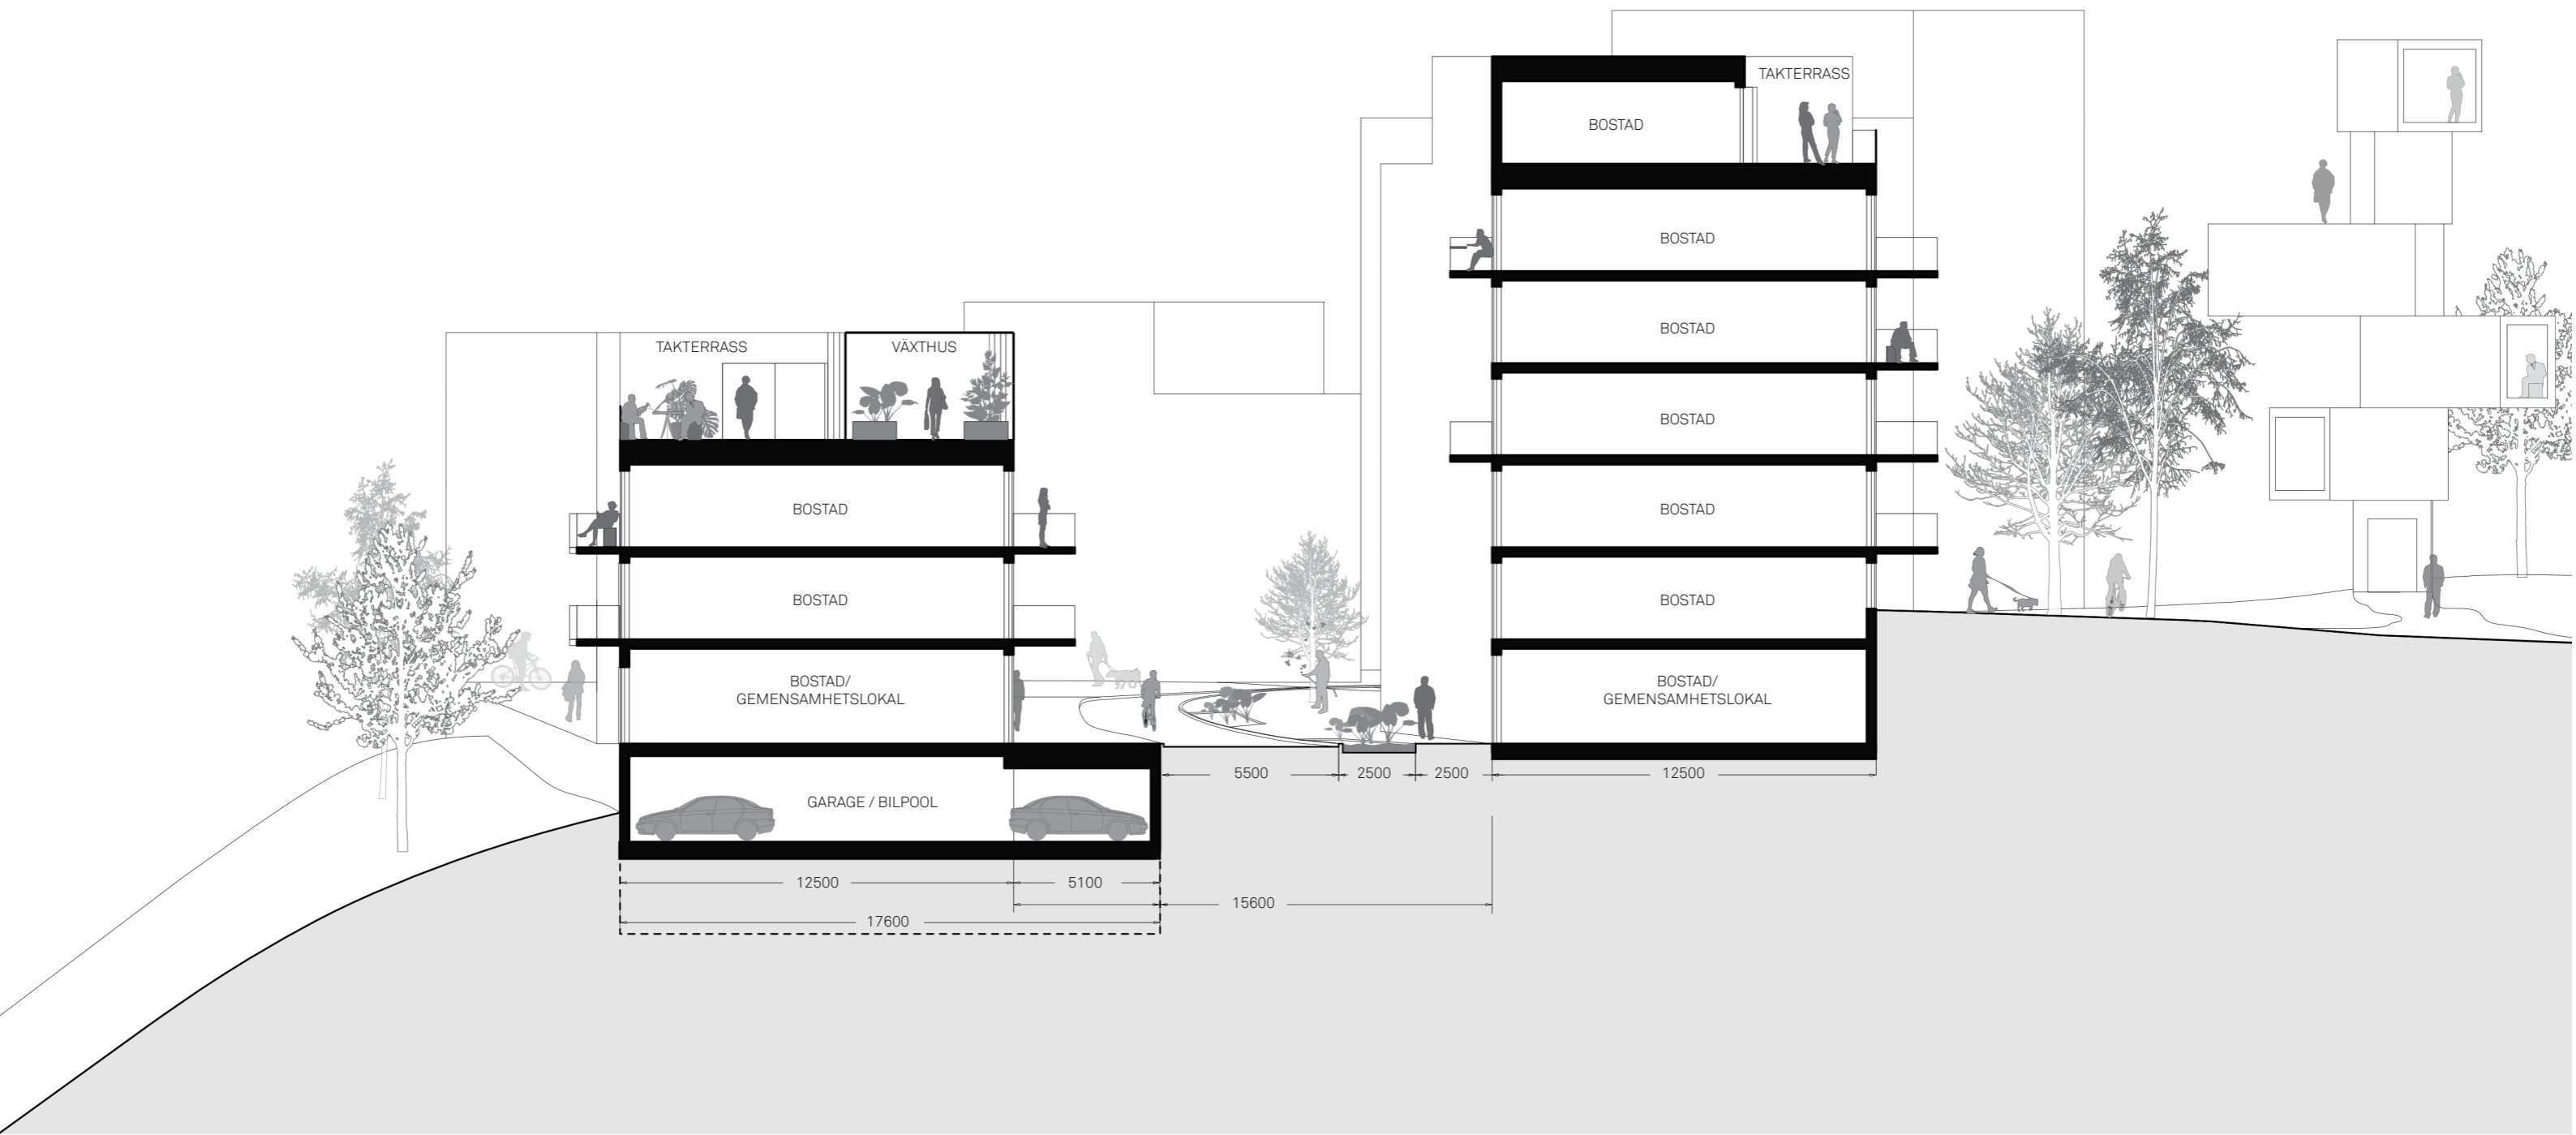 TAKTERRASS
BOSTAD
BOSTAD
BOSTAD
BOSTAD
BOSTAD
BOSTAD
BOSTAD/
GEMENSAMHETSLOKAL
TAKTERRASS
VÄXTHUS
BOSTAD
BOSTAD
BOSTAD/
GEMENSAMHETSLOKAL
GARAGE / BILPOOL
5500
2500
2500
12500
12500
5100
15600
17600